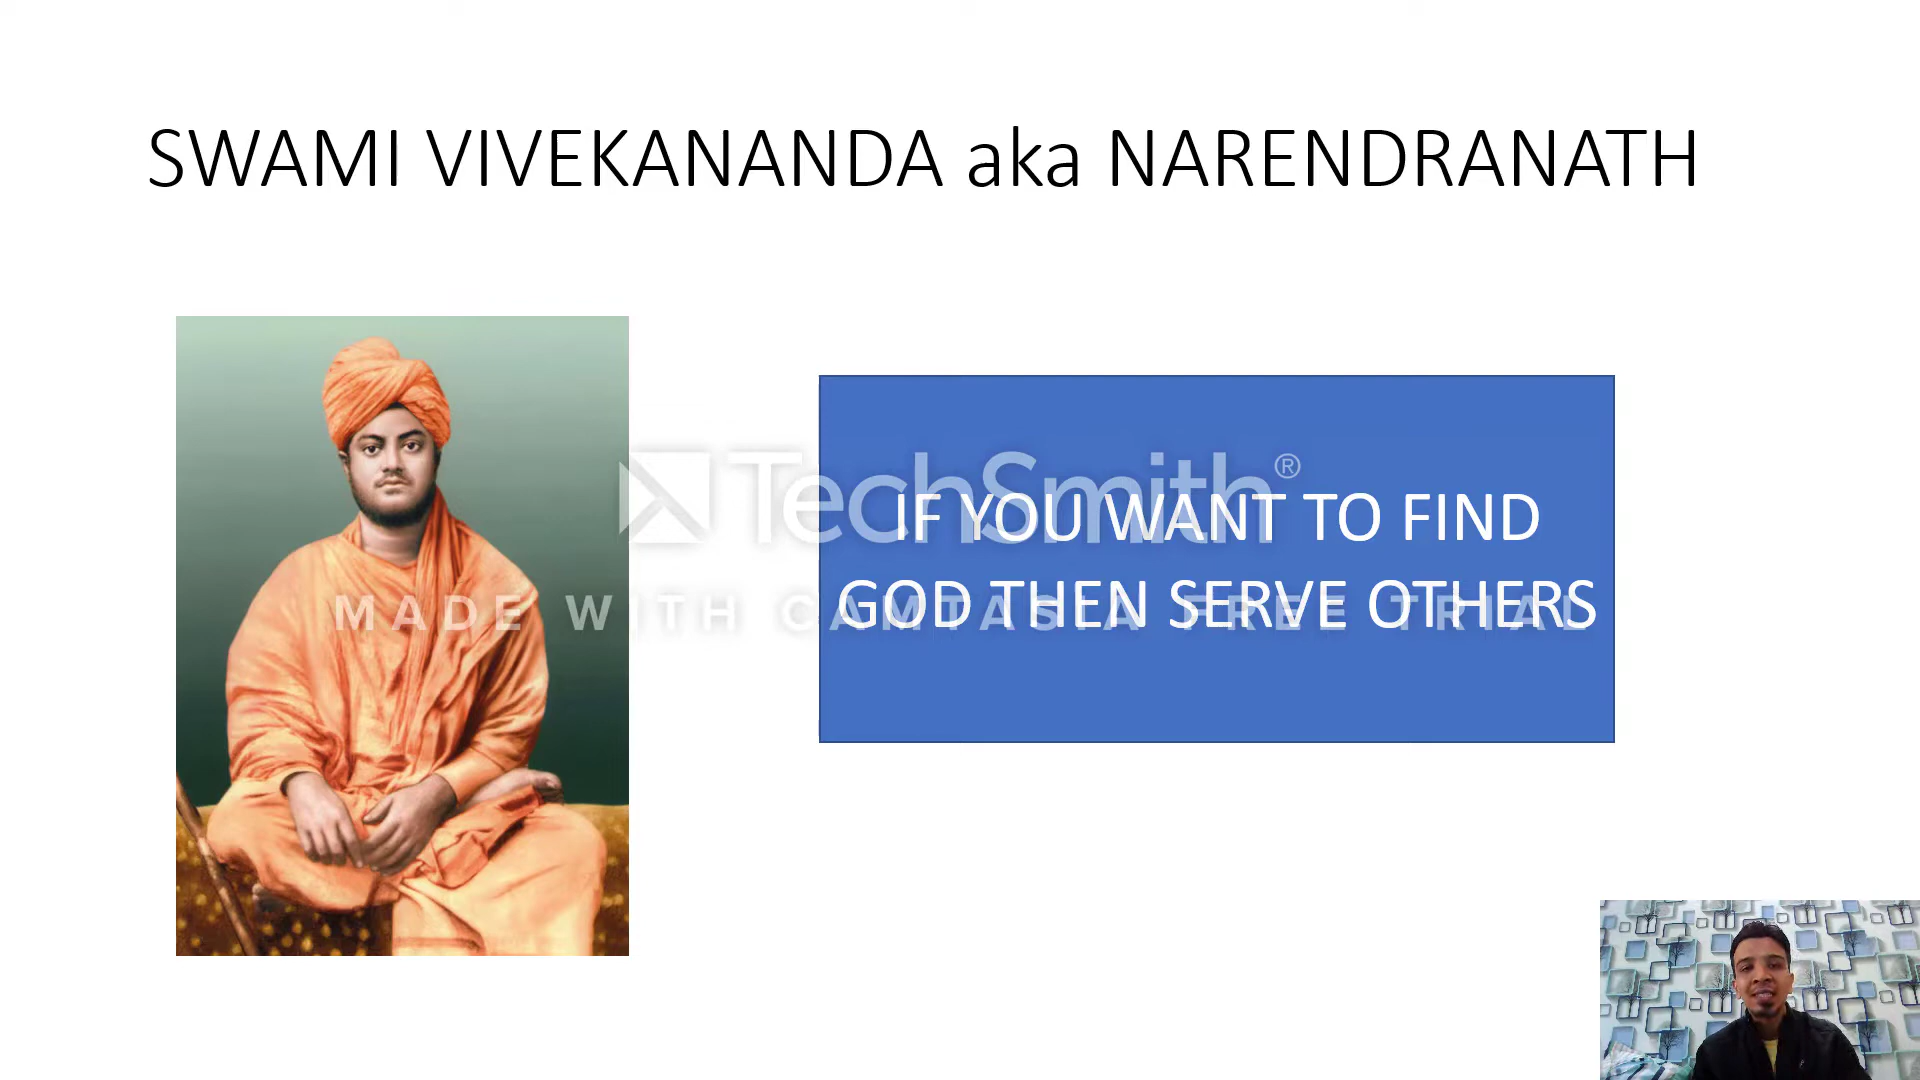 SWAMI VIVEKANANDA aka NARENDRANATH
TechSmith®
IF YOU WANT TO FIND
GOD THEN SERVE OTHERS
MADE WITH CAMTASIA FREE TRIAL